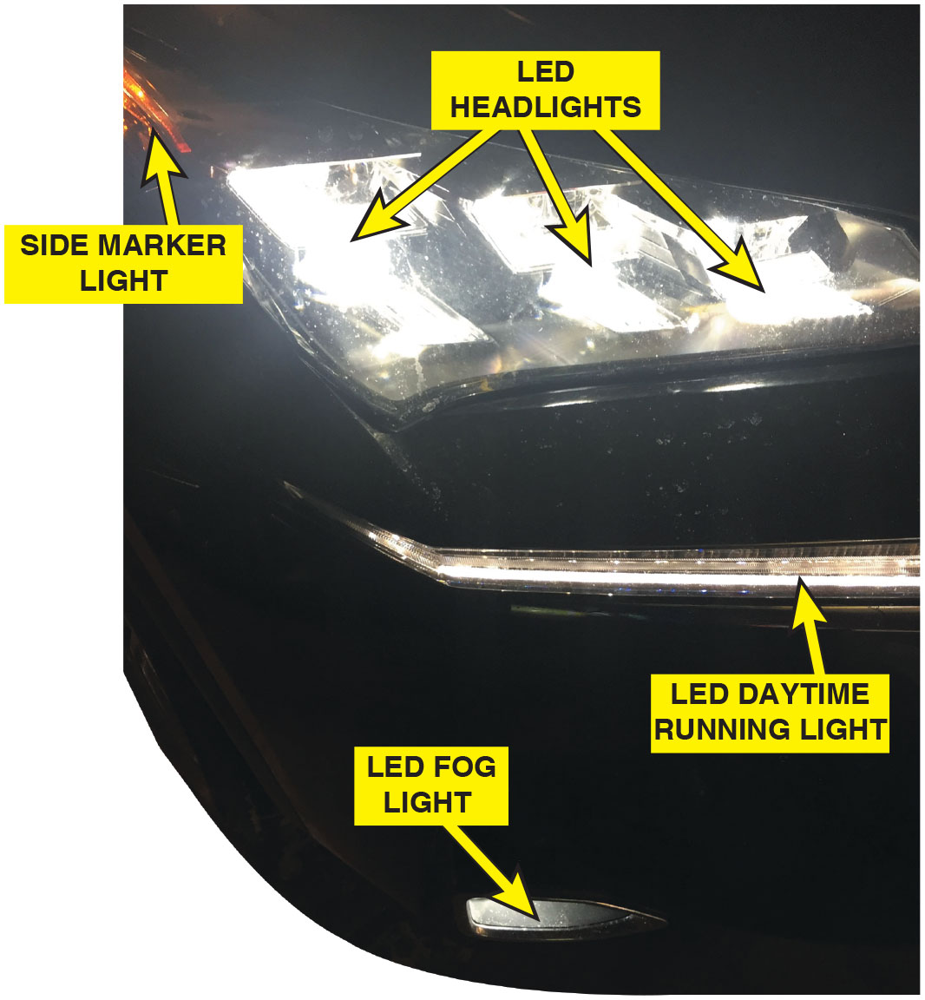 LED
HEADLIGHTS
SIDE MARKER
LIGHT
LED DAYTIME
RUNNING LIGHT
LED FOG
LIGHT